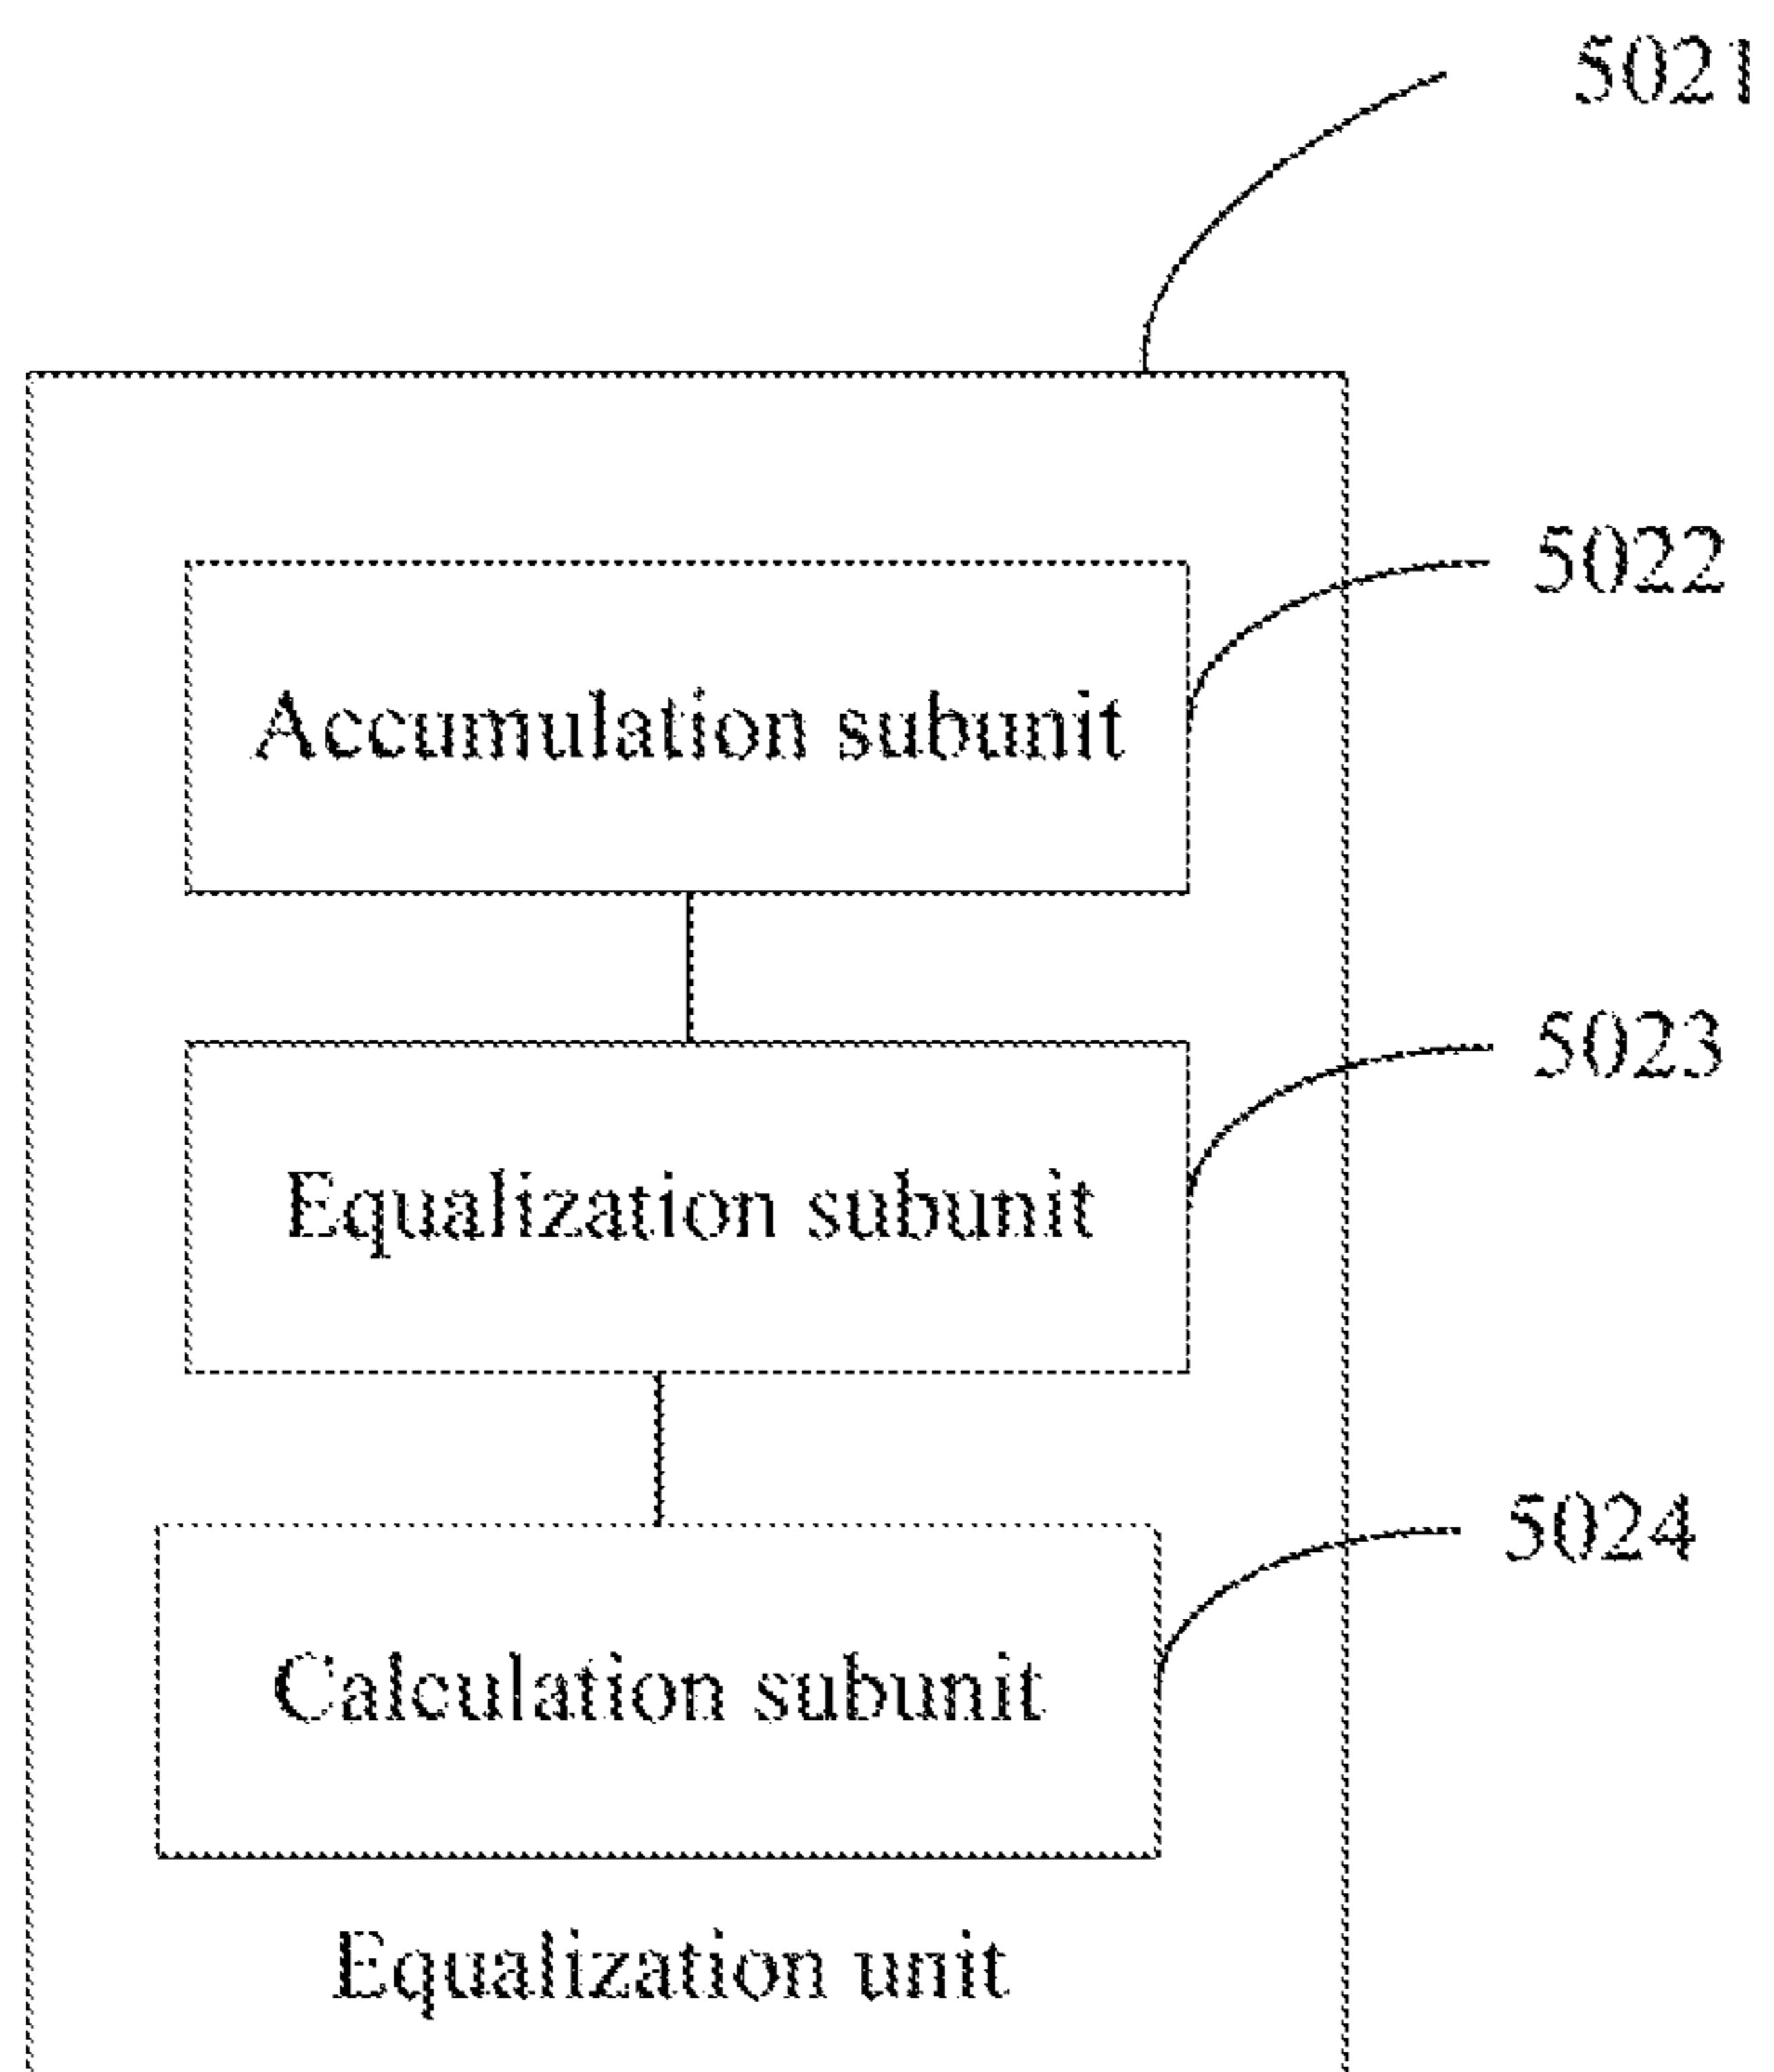 5021
5022
Accumulation subunit
5023
Equalization subunit
5024
Calculation subunit
Equalization unit